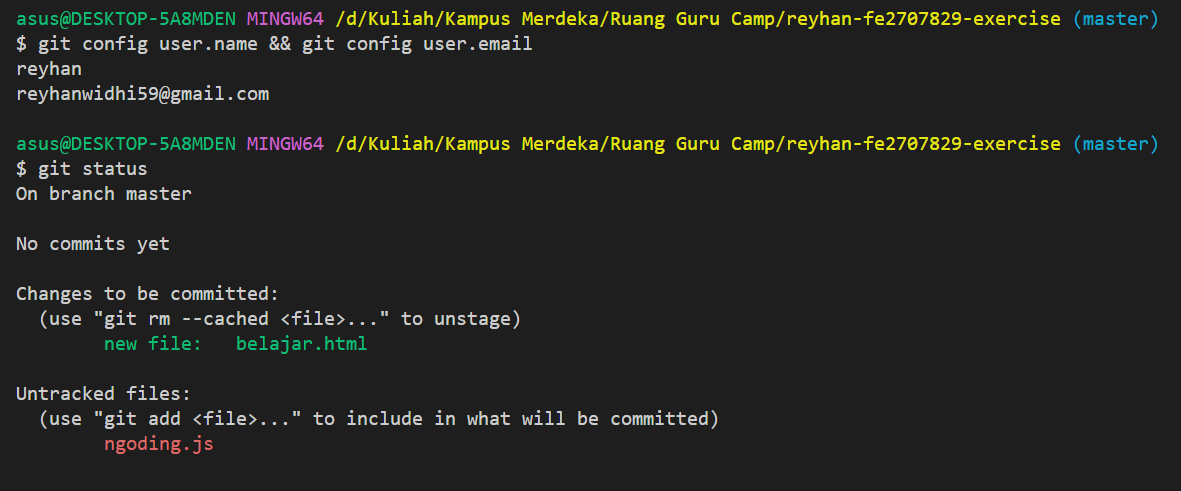 asus@DESKTOP-5A8MDEN MINGW64 /d/Kuliah/Kampus Merdeka/Ruang Guru Camp/reyhan-fe2707829-exercise (master)
$ git config user.name && git config user.email
reyhan
reyhanwidhi59@gmail.com
asus@DESKTOP-5A8MDEN MINGW64 /d/Kuliah/Kampus Merdeka/Ruang Guru Camp/reyhan-fe2707829-exercise (master)
$ git status
On branch master
No commits yet
Changes to be committed:
  (use "git rm --cached <file>..." to unstage)
        new file:   belajar.html
Untracked files:
  (use "git add <file>..." to include in what will be committed)
        ngoding.js